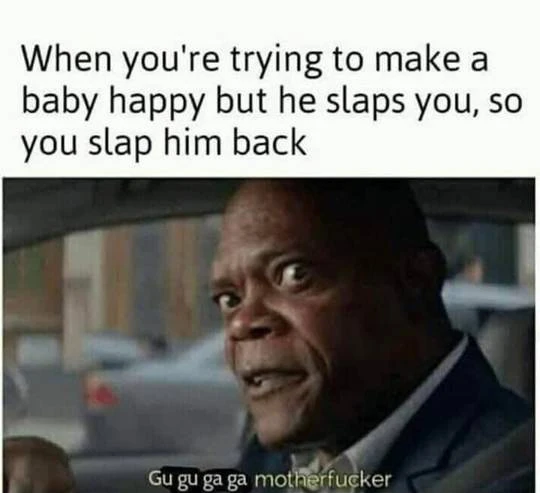 When you're trying to make a
baby happy but he slaps you, so
you slap him back
Gu gu ga ga motherfucker